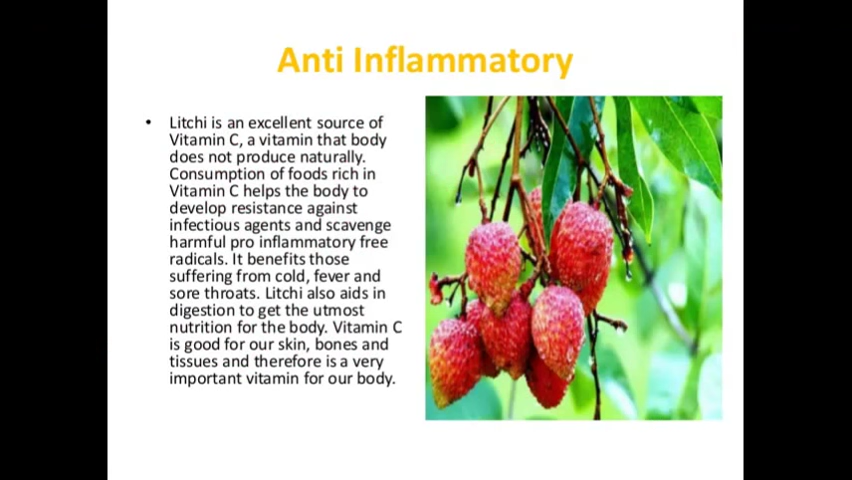 Anti Inflammatory
• Litchi is an excellent source of
Vitamin C, a vitamin that body
does not produce naturally.
Consumption of foods rich in
Vitamin C helps the body to
develop resistance against
infectious agents and scavenge
harmful pro inflammatory free
radicals. It benefits those
suffering from cold, fever and
sore throats. Litchi also aids in
digestion to get the utmost
nutrition for the body. Vitamin C
is good for our skin, bones and
tissues and therefore is a very
important vitamin for our body.